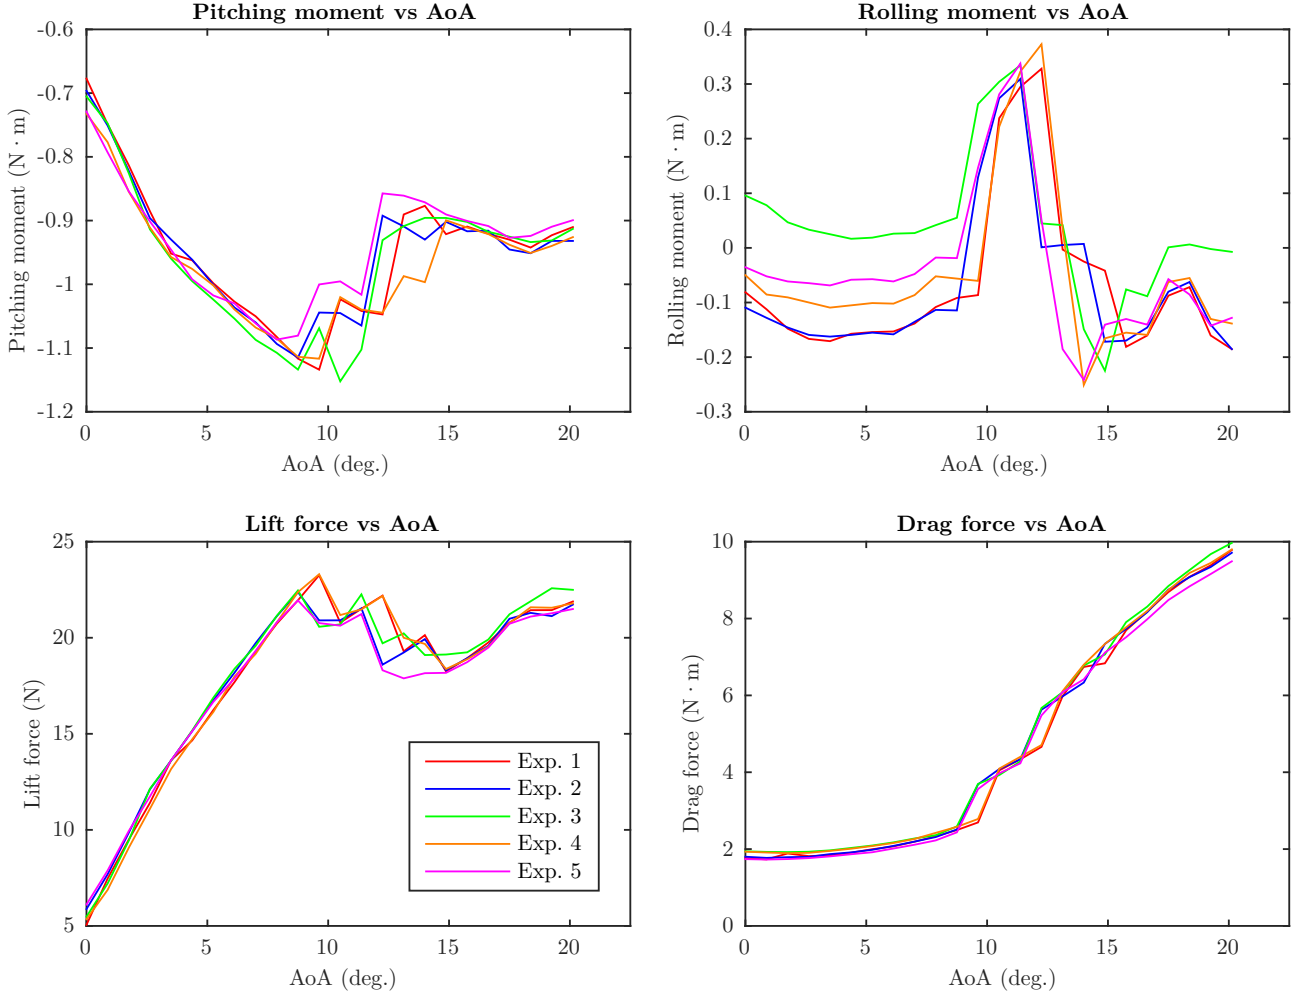 Pitching moment vs AoA
Pitching moment (N · m)
-0.6
-0.7
-0.8
-0.9
-1
-1.1
-1.2
0 5 10 15 20
AoA (deg.)
Rolling moment vs AoA
Rolling moment (N · m)
0.4
0.3
0.2
0.1
0
-0.1
-0.2
-0.3
0 5 10 15 20
AoA (deg.)
Lift force vs AoA
Lift force (N)
25
20
15
10
5
0 5 10 15 20
AoA (deg.)
Exp. 1
Exp. 2
Exp. 3
Exp. 4
Exp. 5
Drag force vs AoA
Drag force (N · m)
10
8
6
4
2
0
0 5 10 15 20
AoA (deg.)